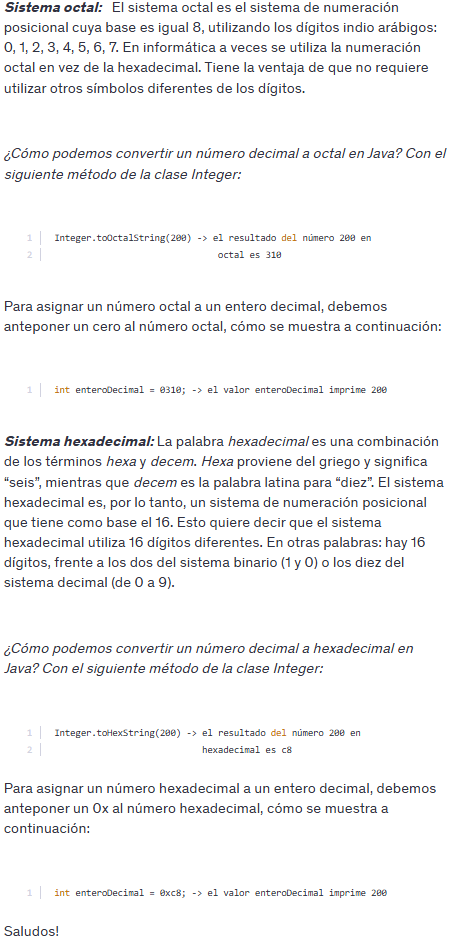 Sistema octal: El sistema octal es el sistema de numeración
posicional cuya base es igual 8, utilizando los dígitos indio arábigos:
0, 1, 2, 3, 4, 5, 6, 7. En informática a veces se utiliza la numeración
octal en vez de la hexadecimal. Tiene la ventaja de que no requiere
utilizar otros símbolos diferentes de los dígitos.
¿Cómo podemos convertir un número decimal a octal en Java? Con el
siguiente método de la clase Integer:
1 Integer.toOctalString(200) -> el resultado del número 200 en
2 octal es 310
Para asignar un número octal a un entero decimal, debemos
anteponer un cero al número octal, cómo se muestra a continuación:
1 int enteroDecimal = 0310; -> el valor enteroDecimal imprime 200
Sistema hexadecimal: La palabra hexadecimal es una combinación
de los términos hexa y decem. Hexa proviene del griego y significa
“seis”, mientras que decem es la palabra latina para “diez”. El sistema
hexadecimal es, por lo tanto, un sistema de numeración posicional
que tiene como base el 16. Esto quiere decir que el sistema
hexadecimal utiliza 16 dígitos diferentes. En otras palabras: hay 16
dígitos, frente a los dos del sistema binario (1 y 0) o los diez del
sistema decimal (de 0 a 9).
¿Cómo podemos convertir un número decimal a hexadecimal en
Java? Con el siguiente método de la clase Integer:
1 Integer.toHexString(200) -> el resultado del número 200 en
2 hexadecimal es c8
Para asignar un número hexadecimal a un entero decimal, debemos
anteponer un 0x al número hexadecimal, cómo se muestra a
continuación:
1 int enteroDecimal = 0xc8; -> el valor enteroDecimal imprime 200
Saludos!